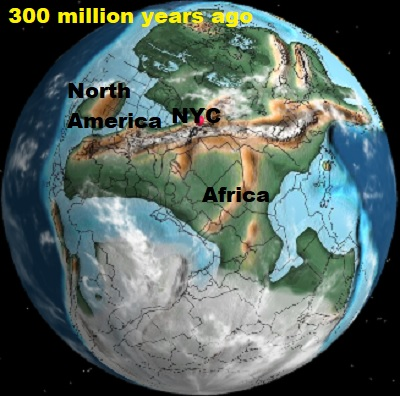 300 million years ago
North
America
NYC
Africa